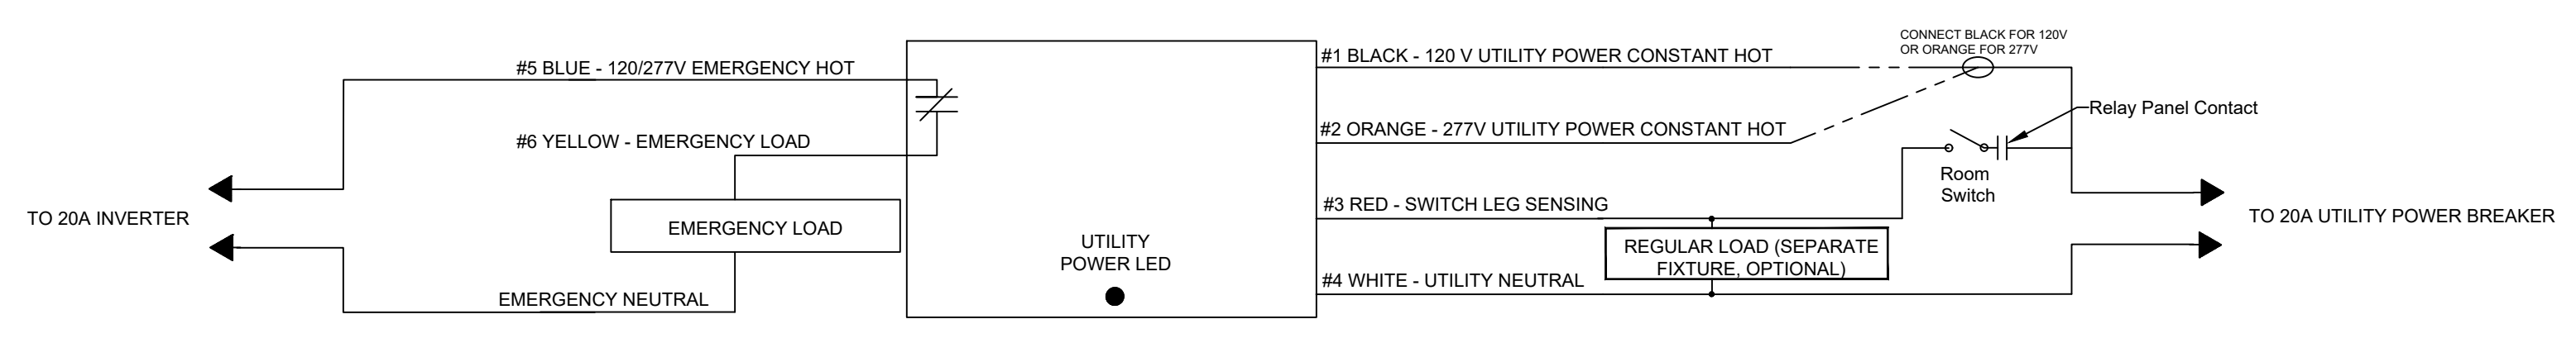 CONNECT BLACK FOR 120V
OR ORANGE FOR 277V
#5 BLUE - 120/277V EMERGENCY HOT
#1 BLACK - 120 V UTILITY POWER CONSTANT HOT
Relay Panel Contact
#6 YELLOW - EMERGENCY LOAD
#2 ORANGE - 277V UTILITY POWER CONSTANT HOT
Room
Switch
TO 20A INVERTER
EMERGENCY LOAD
#3 RED - SWITCH LEG SENSING
TO 20A UTILITY POWER BREAKER
UTILITY
POWER LED
REGULAR LOAD (SEPARATE
FIXTURE, OPTIONAL)
EMERGENCY NEUTRAL
#4 WHITE - UTILITY NEUTRAL